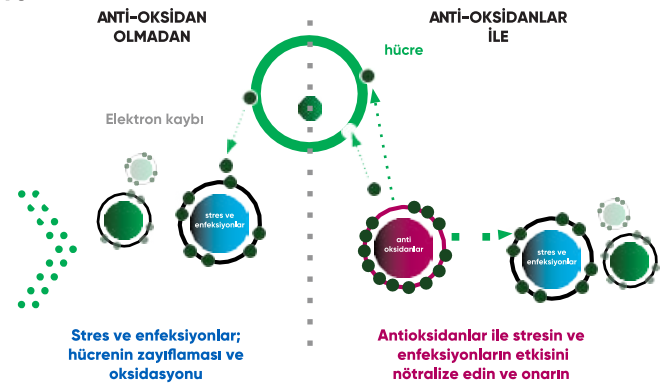 ANTİ-OKSİDAN
OLMADAN
ANTİ-OKSİDANLAR
İLE
hücre
Elektron kaybı
stres ve
enfeksiyonlar
anti
oksidanlar
stres ve
enfeksiyonlar
Stres ve enfeksiyonlar;
hücrenin zayıflaması ve
oksidasyonu
Antioksidanlar ile stresin ve
enfeksiyonların etkisini
nötralize edin ve onarın